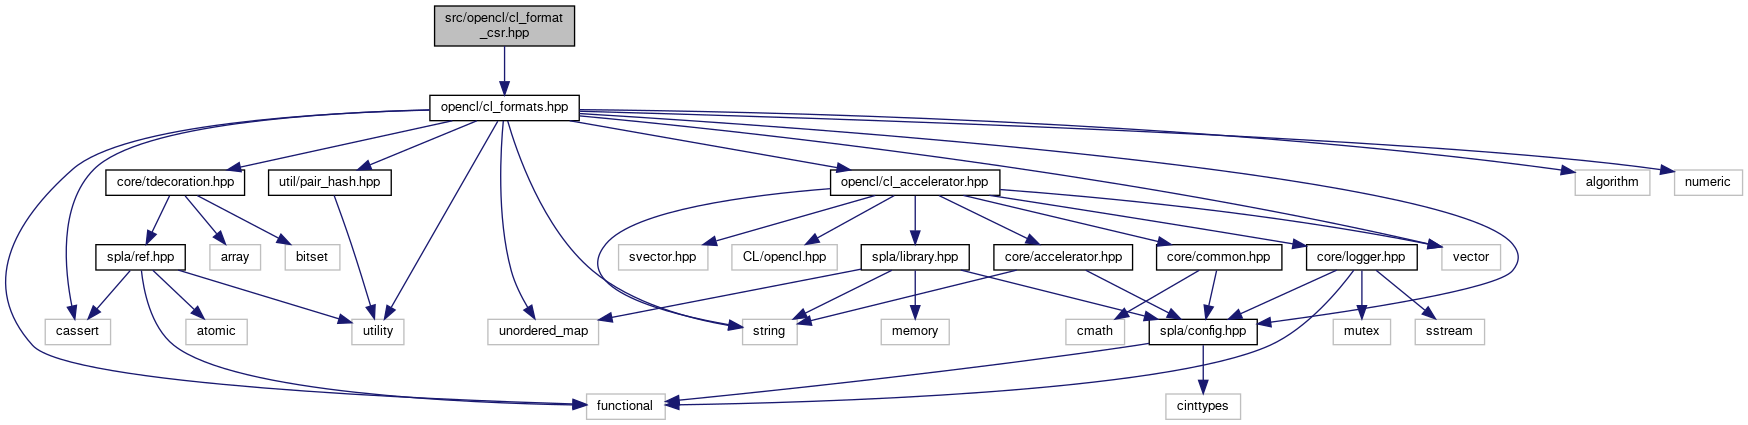 src/opencl/cl_format
_csr.hpp
opencl/cl_formats.hpp
core/tdecoration.hpp
util/pair_hash.hpp
opencl/cl_accelerator.hpp
algorithm
numeric
spla/ref.hpp
array
bitset
svector.hpp
CL/opencl.hpp
spla/library.hpp
core/accelerator.hpp
core/common.hpp
core/logger.hpp
vector
cassert
atomic
utility
unordered_map
string
memory
cmath
spla/config.hpp
mutex
sstream
functional
cinttypes